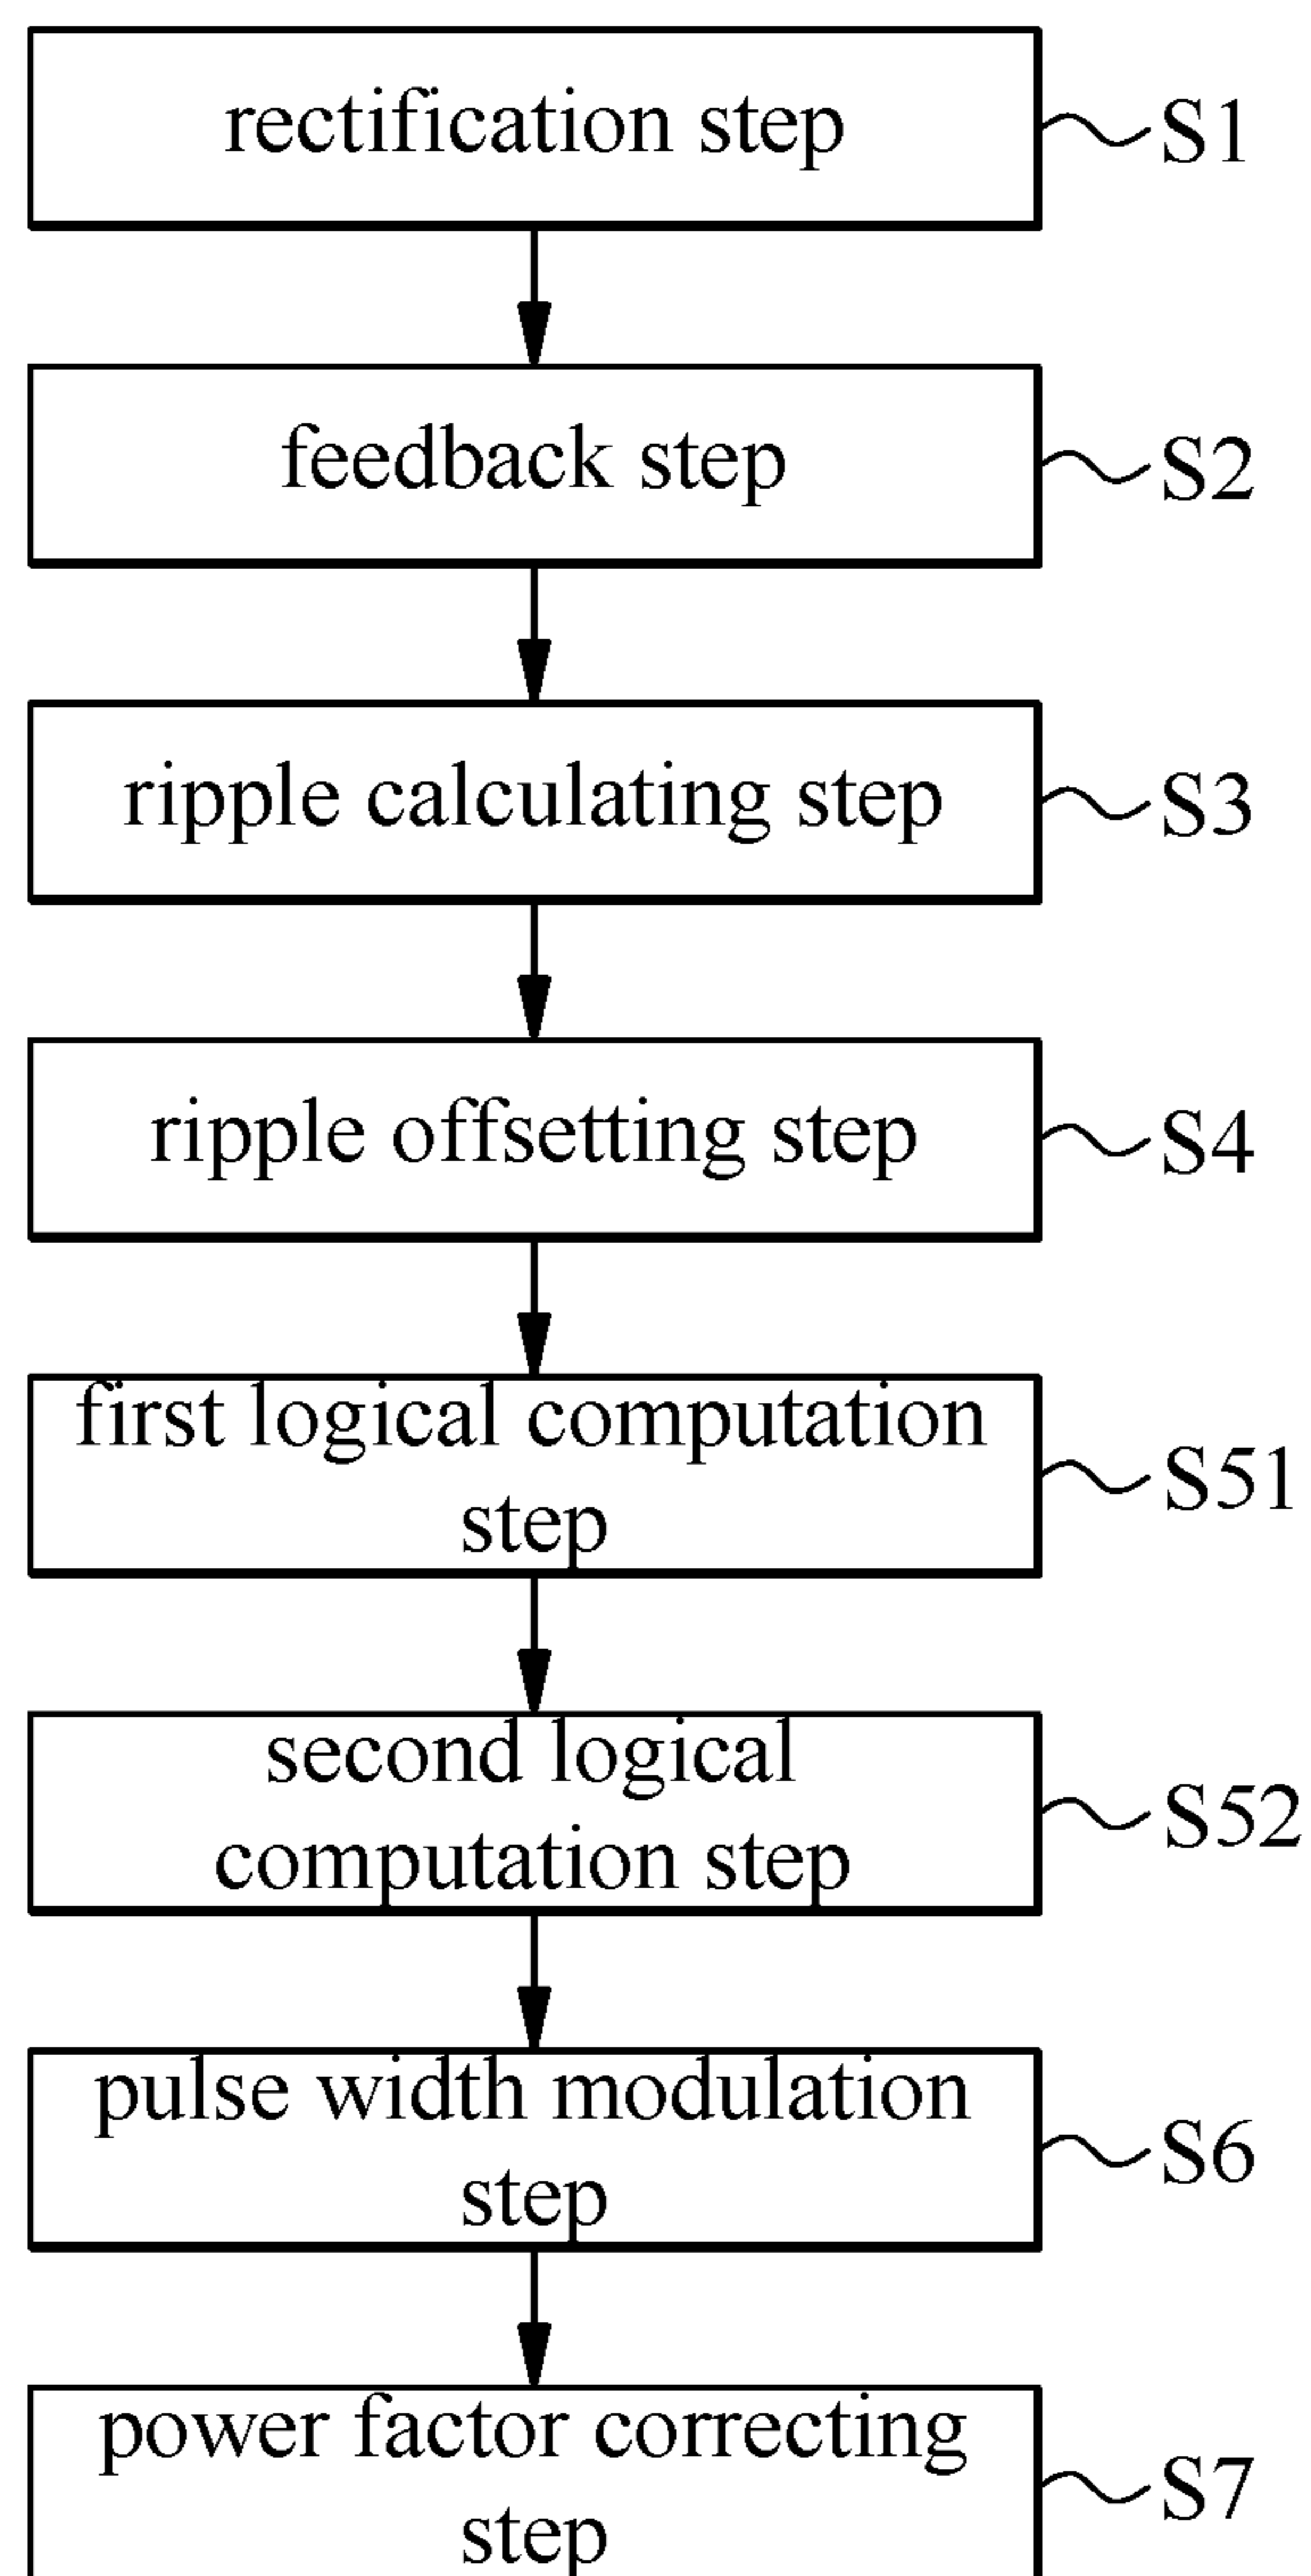 rectification step
S1
feedback step
S2
ripple calculating step
S3
ripple offsetting step
S4
first logical computation
step
S51
second logical
computation step
S52
pulse width modulation
step
S6
power factor correcting
step
S7